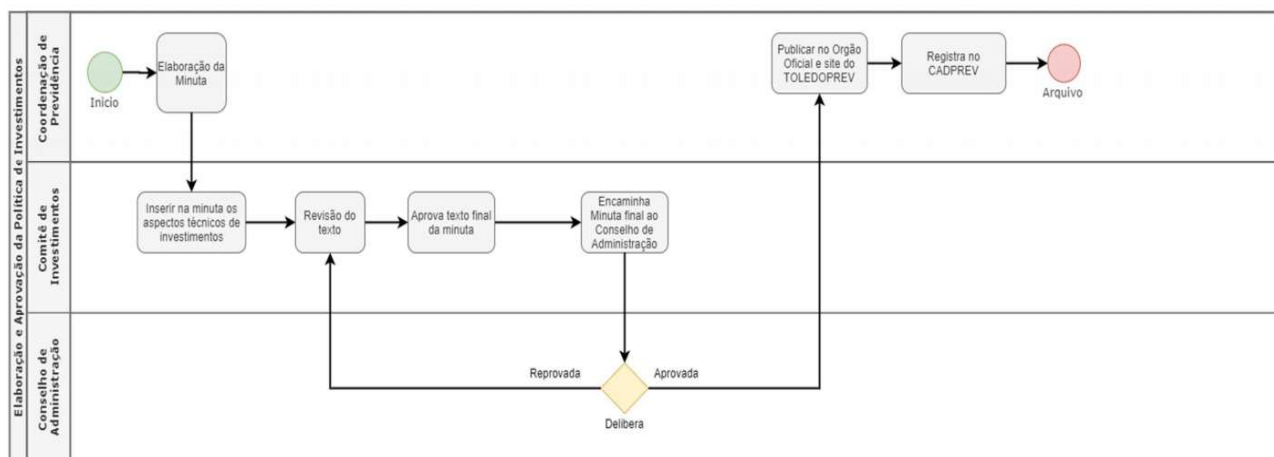 Elaboração e Aprovação da Política de Investimentos
Coordenação de
Previdência
Inicio
Elaboração da
Minuta
Publicar no Orgão
Oficial e site do
TOLEDOPREV
Registra no
CADPREV
Arquivo
Comitê de
Investimentos
Inserir na minuta os
aspectos técnicos de
investimentos
Revisão do
texto
Aprova texto final
da minuta
Encaminha
Minuta final ao
Conselho de
Administração
Conselho de
Administração
Reprovada
Aprovada
Delibera